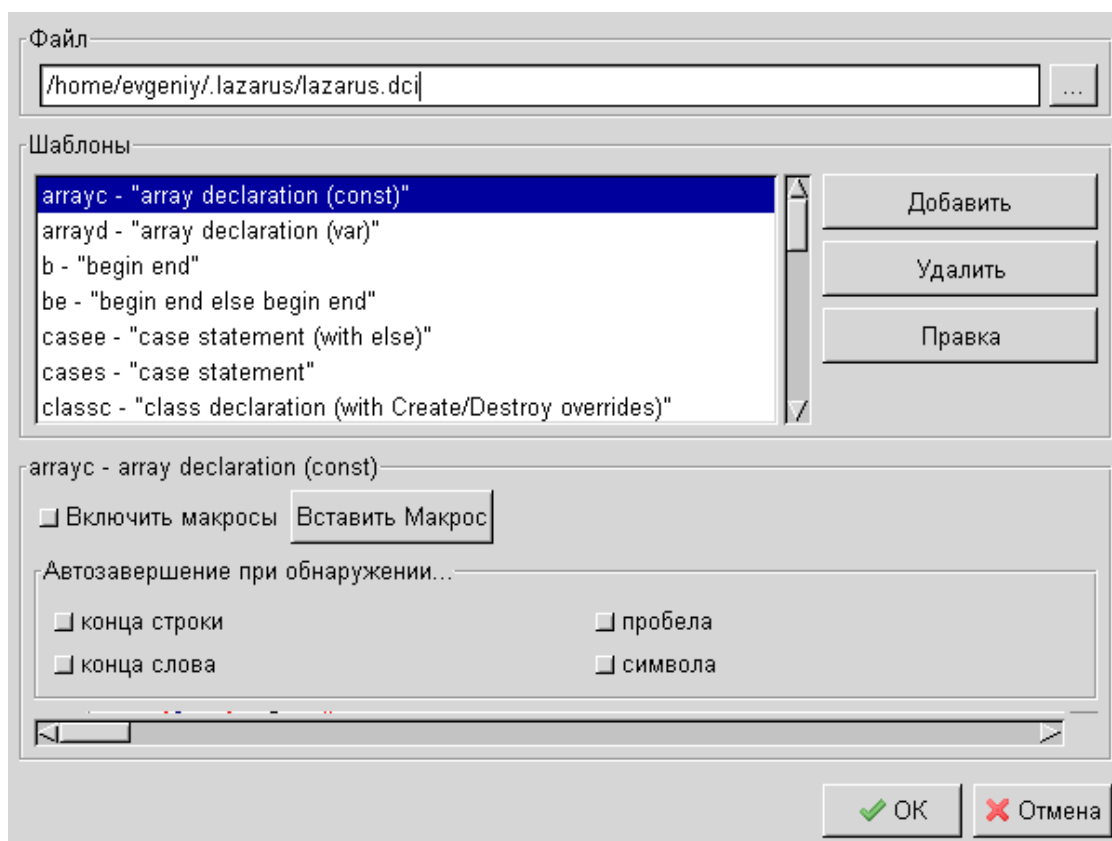 Файл
/home/evgeniy/.lazarus/lazarus.dci
...
Шаблоны
arrayc - "array declaration (const)"
arrayd - "array declaration (var)"
b - "begin end"
be - "begin end else begin end"
casee - "case statement (with else)"
cases - "case statement"
classc - "class declaration (with Create/Destroy overrides)"
Добавить
Удалить
Правка
arrayc - array declaration (const)
Включить макросы Вставить Макрос
Автозавершение при обнаружении...
конца строки пробела
конца слова символа
OK Отмена